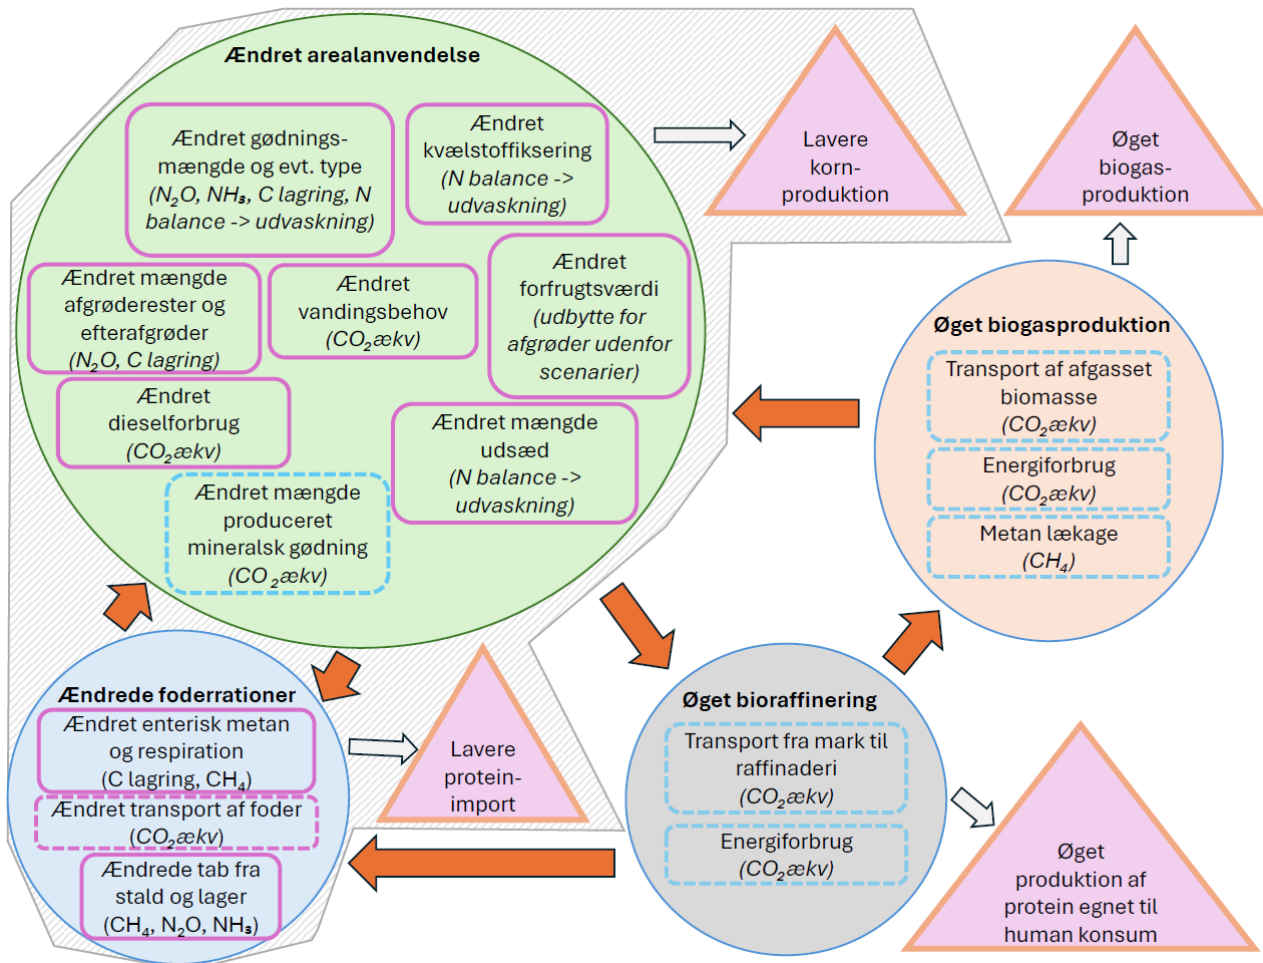 Ændret arealanvendelse
Ændret gødnings-
mængde og evt. type
(N₂O, NH₃, C lagring, N
balance -> udvaskning)
Ændret
kvælstoffiksering
(N balance ->
udvaskning)
Ændret mængde
afgrøderester og
efterafgrøder
(N₂O, C lagring)
Ændret
vandingsbehov
(CO₂ækv)
Ændret
forfrugtsværdi
(udbytte for
afgrøder udenfor
scenarier)
Ændret
dieselforbrug
(CO₂ækv)
Ændret mængde
udsæd
(N balance ->
udvaskning)
Ændret mængde
produceret
mineralsk gødning
(CO₂ækv)
Lavere
korn-
produktion
Øget
biogas-
produktion
Øget biogasproduktion
Transport af afgasset
biomasse
(CO₂ækv)
Energiforbrug
(CO₂ækv)
Metan lækage
(CH₄)
Ændrede foderrationer
Ændret enterisk metan
og respiration
(C lagring, CH₄)
Ændret transport af foder
(CO₂ækv)
Ændrede tab fra
stald og lager
(CH₄, N₂O, NH₃)
Lavere
protein-
import
Øget bioraffinering
Transport fra mark til
raffinaderi
(CO₂ækv)
Energiforbrug
(CO₂ækv)
Øget
produktion af
protein egnet til
human konsum